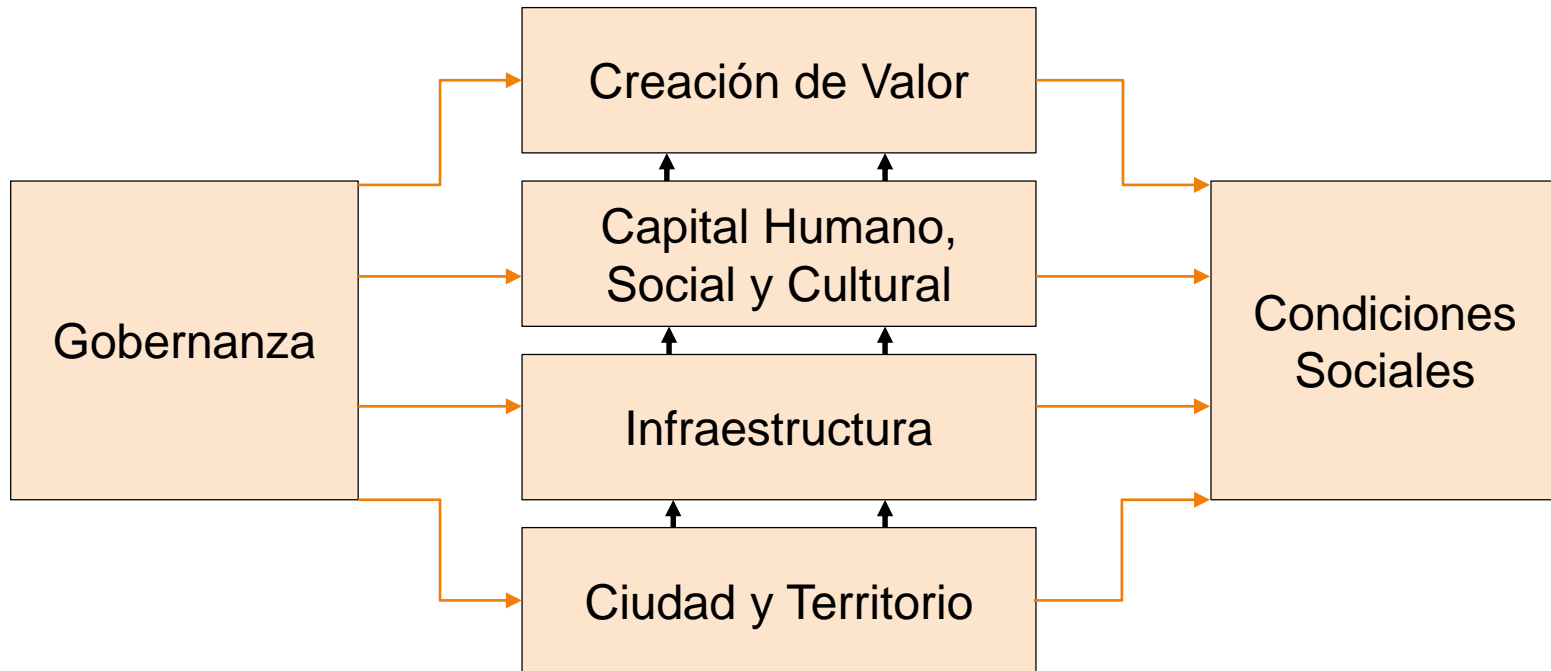 Creación de Valor
Capital Humano,
Social y Cultural
Gobernanza
Condiciones
Sociales
Infraestructura
Ciudad y Territorio